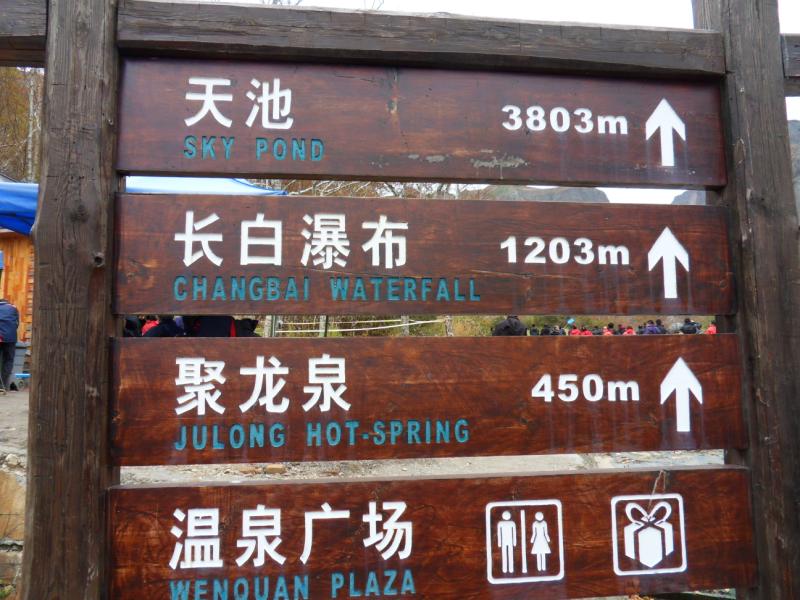 天池 3803m
SKY POND
长白瀑布 1203m
CHANGBAI WATERFALL
聚龙泉 450m
JULONG HOT-SPRING
温泉广场
WENQUAN PLAZA